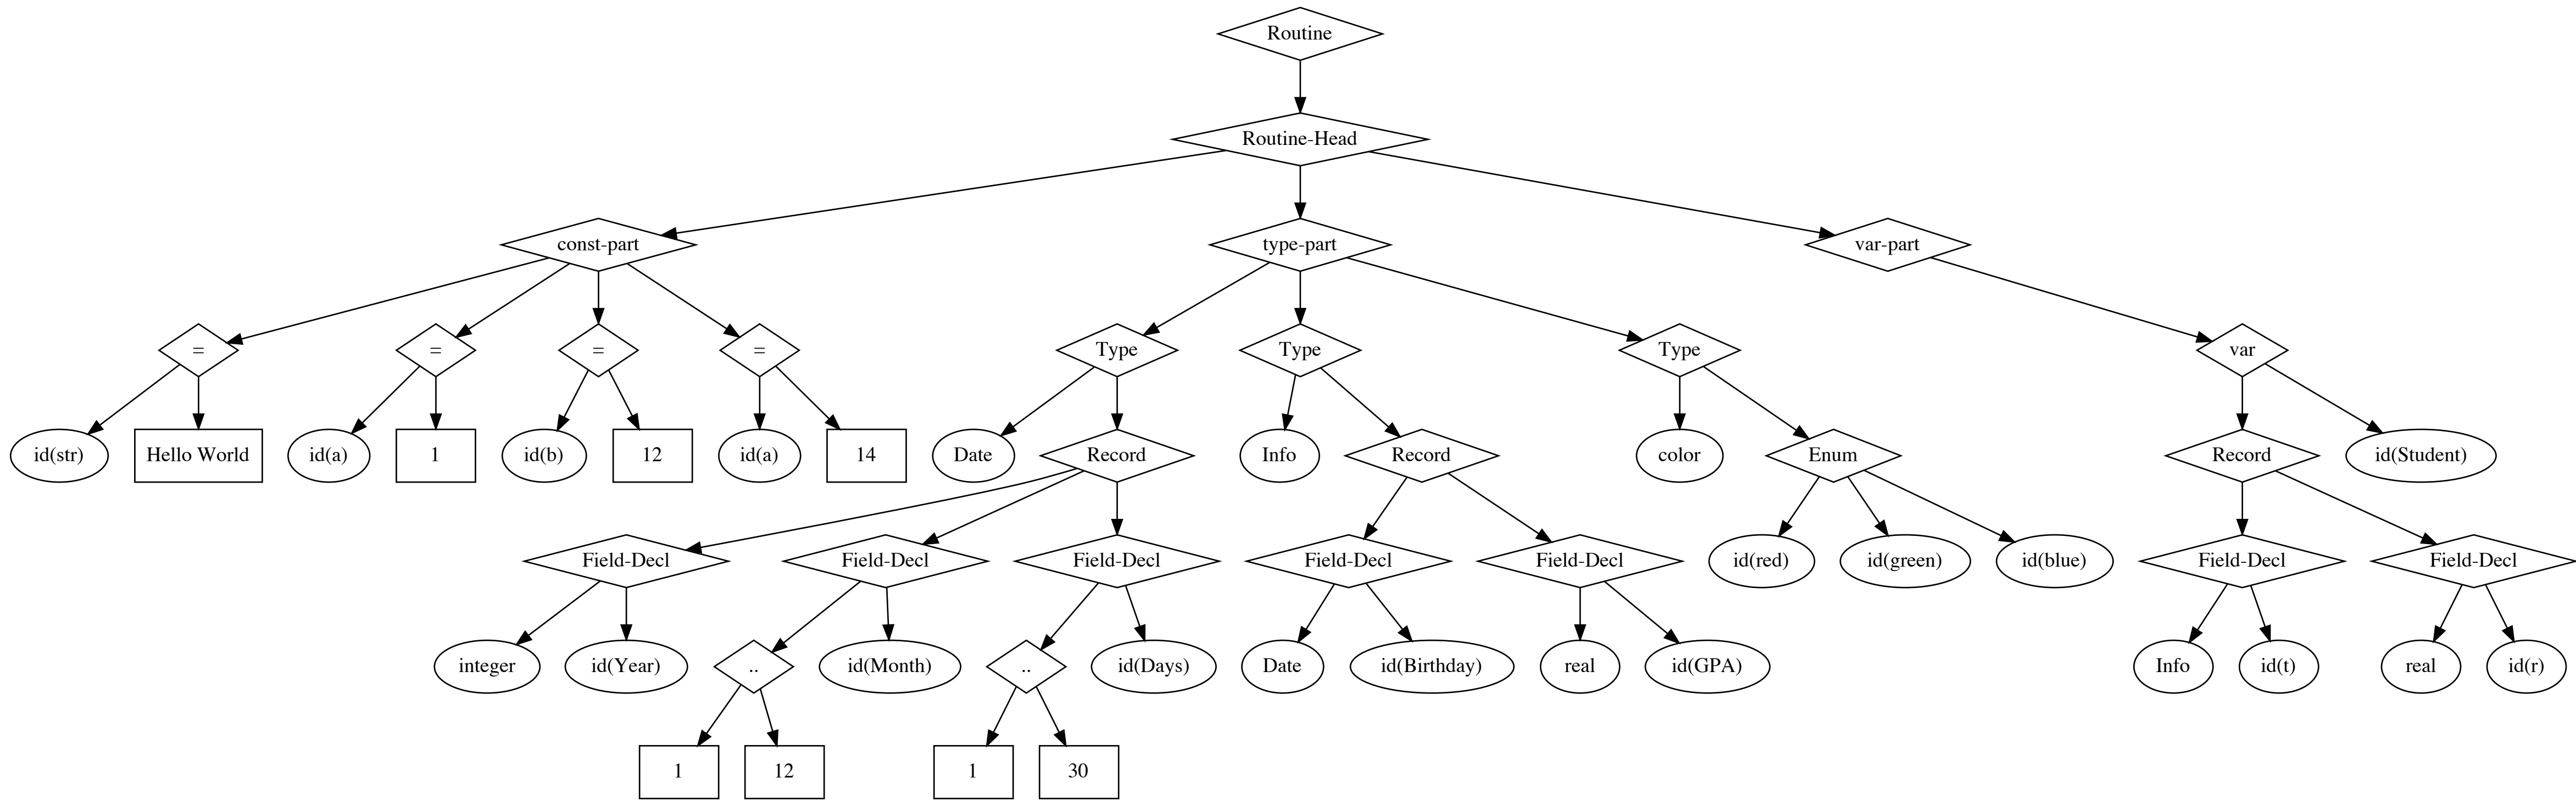 Routine
Routine-Head
const-part
type-part
var-part
=
=
=
=
Type
Type
Type
var
id(str)
Hello World
id(a)
1
id(b)
12
id(a)
14
Date
Record
Info
Record
color
Enum
Record
id(Student)
Field-Decl
Field-Decl
Field-Decl
Field-Decl
Field-Decl
id(red)
id(green)
id(blue)
Field-Decl
Field-Decl
integer
id(Year)
..
id(Month)
..
id(Days)
Date
id(Birthday)
real
id(GPA)
Info
id(t)
real
id(r)
1
12
1
30